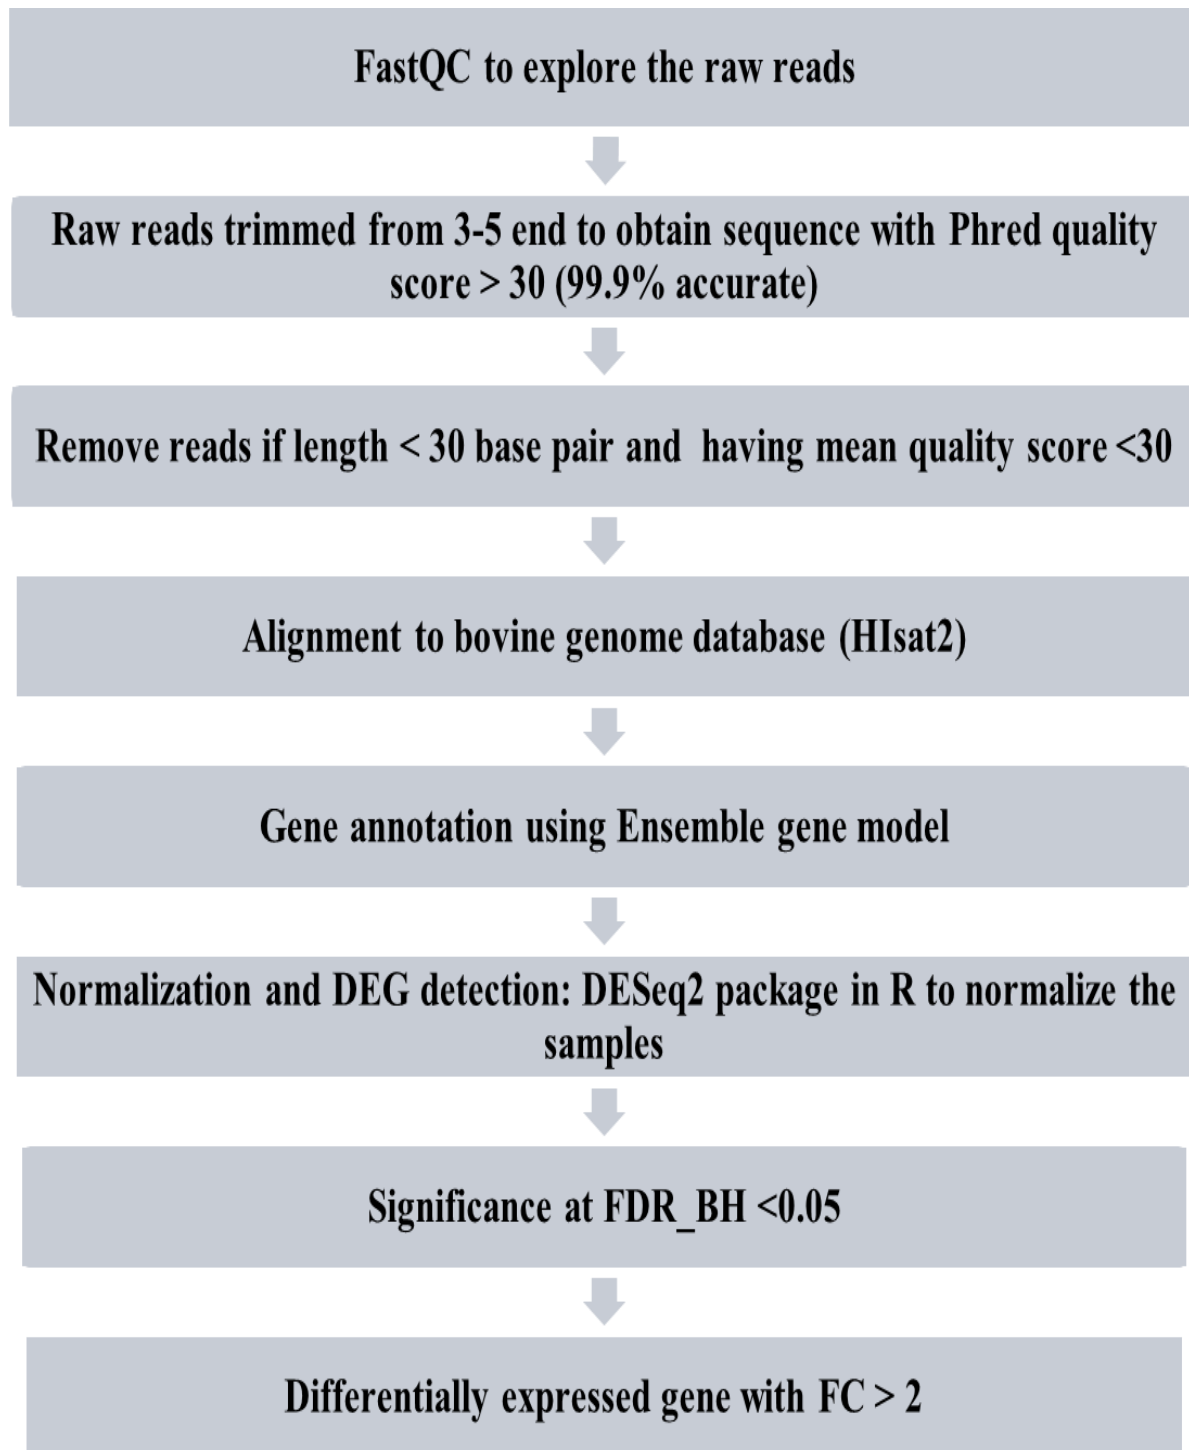 FastQC to explore the raw reads
Raw reads trimmed from 3-5 end to obtain sequence with Phred quality
score > 30 (99.9% accurate)
Remove reads if length < 30 base pair and  having mean quality score <30
Alignment to bovine genome database (HIsat2)
Gene annotation using Ensemble gene model
Normalization and DEG detection: DESeq2 package in R to normalize the
samples
Significance at FDR_BH <0.05
Differentially expressed gene with FC > 2